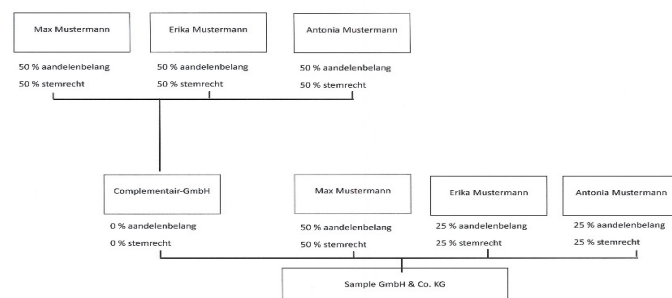 Max Mustermann
Erika Mustermann
Antonia Mustermann
50 % aandelenbelang
50 % aandelenbelang
50 % aandelenbelang
50 % stemrecht
50 % stemrecht
50 % stemrecht
Complementair-GmbH
Max Mustermann
Erika Mustermann
Antonia Mustermann
0 % aandelenbelang
50 % aandelenbelang
25 % aandelenbelang
25 % aandelenbelang
0 % stemrecht
50 % stemrecht
25 % stemrecht
25 % stemrecht
Sample GmbH & Co. KG